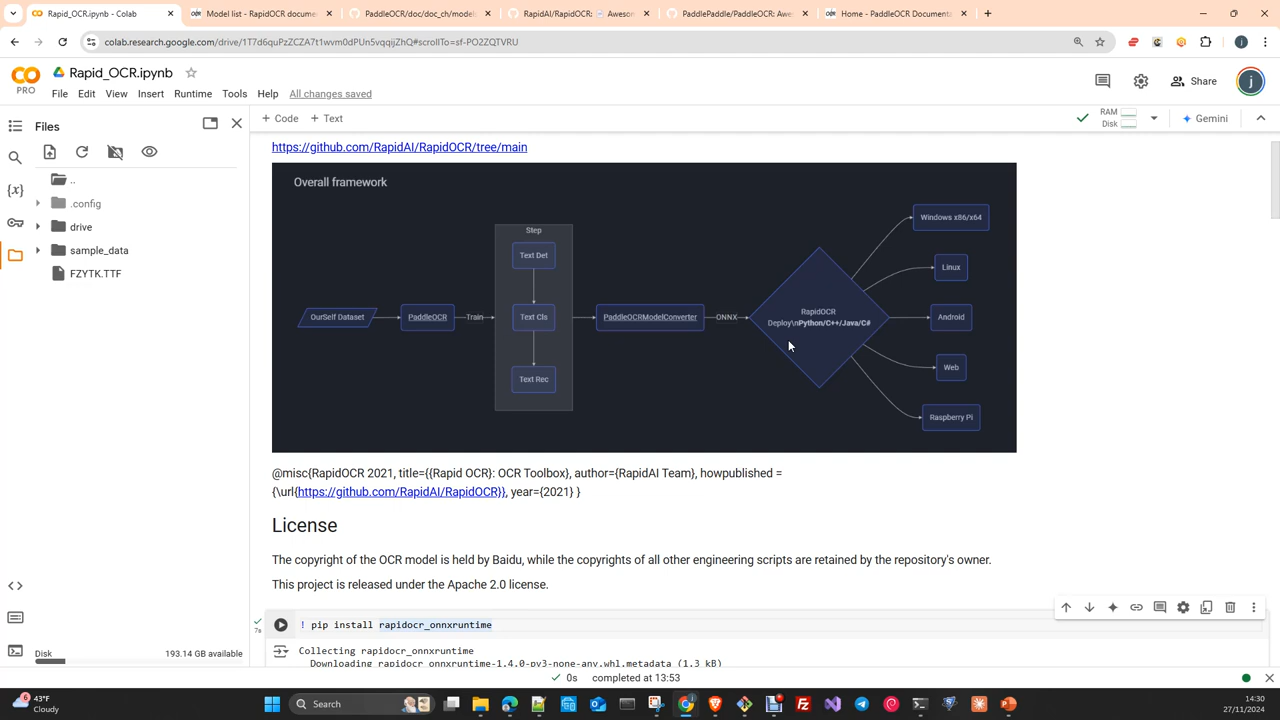 Rapid_OCR.ipynb - Colab
Model list - RapidOCR docume
PaddleOCR/doc/doc_ch/models
RapidAI/RapidOCR: Awesom
PaddlePaddle/PaddleOCR: Awes
Home - PaddleOCR Documenta
colab.research.google.com/drive/1T7d6quPzZCZA7t1wvm0dPUn5vqqijZhQ#scrollTo=sf-PO2ZQTVRU
CO
PRO
Rapid_OCR.ipynb
File Edit View Insert Runtime Tools Help All changes saved
Share
Files
+ Code + Text
RAM
Disk
Gemini
..
.config
drive
sample_data
FZYTK.TTF
https://github.com/RapidAI/RapidOCR/tree/main
Overall framework
Step
Text Det
Text Cls
Text Rec
OurSelf Dataset
PaddleOCR
Train
PaddleOCRModelConverter
ONNX
RapidOCR
Deploy\nPython/C++/Java/C#
Windows x86/x64
Linux
Android
Web
Raspberry Pi
@misc{RapidOCR 2021, title={{Rapid OCR}: OCR Toolbox}, author={RapidAI Team}, howpublished =
{\url{https://github.com/RapidAI/RapidOCR}}, year={2021} }
License
The copyright of the OCR model is held by Baidu, while the copyrights of all other engineering scripts are retained by the repository's owner.
This project is released under the Apache 2.0 license.
! pip install rapidocr_onnxruntime
7s
Collecting rapidocr_onnxruntime
Downloading rapidocr_onnxruntime-1.4.0-py3-none-any.whl.metadata (1.3 kB)
Disk
193.14 GB available
0s completed at 13:53
43°F
Cloudy
Search
14:30
27/11/2024